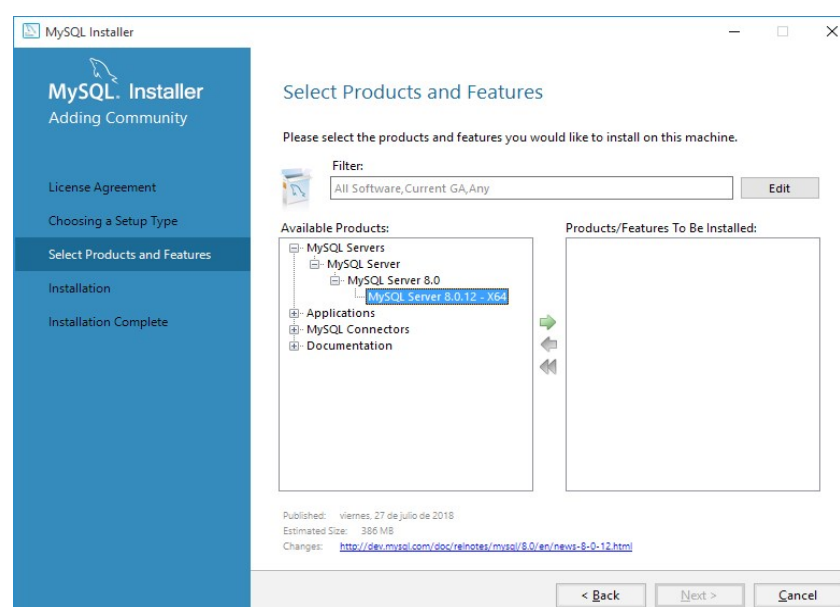 MySQL Installer
MySQL. Installer
Adding Community
License Agreement
Choosing a Setup Type
Select Products and Features
Installation
Installation Complete
Select Products and Features
Please select the products and features you would like to install on this machine.
Filter:
All Software,Current GA,Any
Edit
Available Products:
MySQL Servers
MySQL Server
MySQL Server 8.0
MySQL Server 8.0.12 - X64
Applications
MySQL Connectors
Documentation
Products/Features To Be Installed:
Published: viernes, 27 de julio de 2018
Estimated Size: 386 MB
Changes: http://dev.mysql.com/doc/relnotes/mysql/8.0/en/news-8-0-12.html
< Back
Next >
Cancel